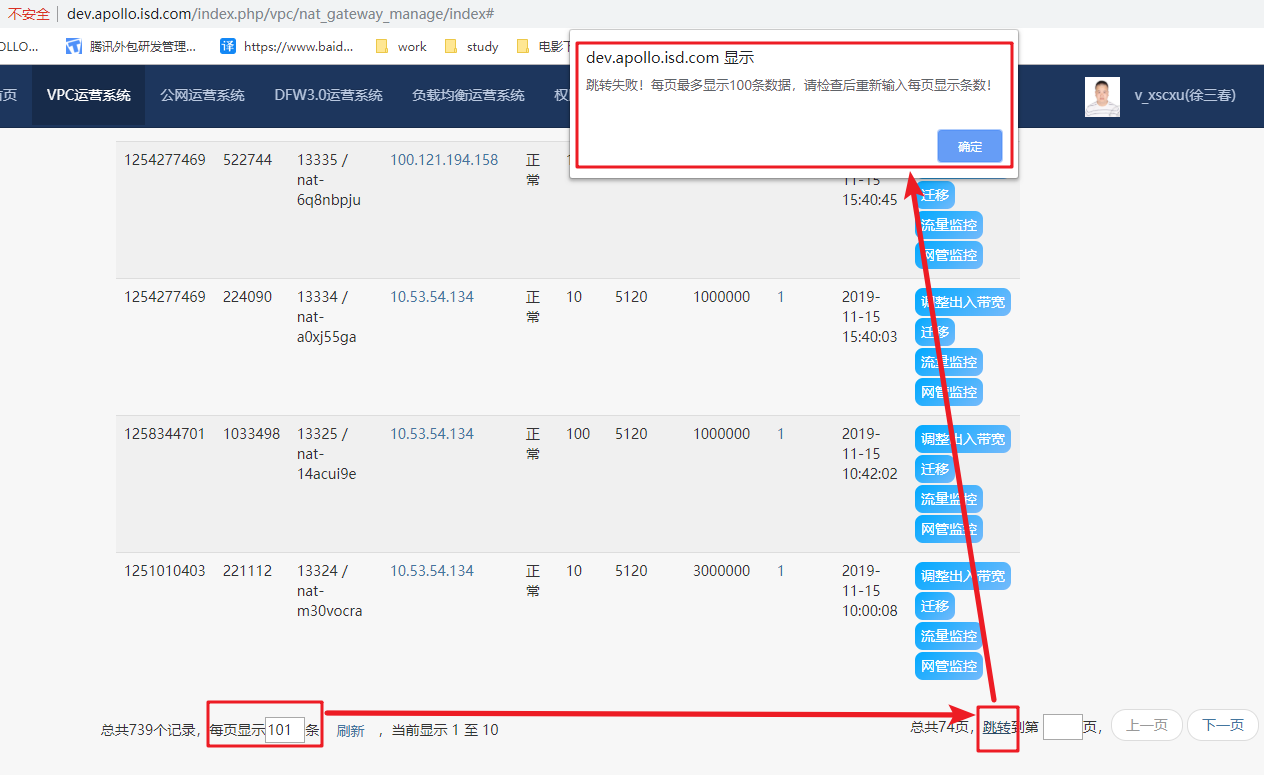 不安全 dev.apollo.isd.com/index.php/vpc/nat_gateway_manage/index#
OLLO... 腾讯外包研发管理... 译 https://www.baid... work study 电影下
首页 VPC运营系统 公网运营系统 DFW3.0运营系统 负载均衡运营系统 v_xscxu(徐三春)
dev.apollo.isd.com 显示
跳转失败！每页最多显示100条数据，请检查后重新输入每页显示条数！
确定
1254277469 522744 13335 / 100.121.194.158 正
nat- 常 11-15
6q8nbpju 15:40:45
迁移
流量监控
网管监控
1254277469 224090 13334 / 10.53.54.134 正 10 5120 1000000 1 2019-
nat- 常 11-15
a0xj55ga 15:40:03
调整出入带宽
迁移
流量监控
网管监控
1258344701 1033498 13325 / 10.53.54.134 正 100 5120 1000000 1 2019-
nat- 常 11-15
14acui9e 10:42:02
调整出入带宽
迁移
流量监控
网管监控
1251010403 221112 13324 / 10.53.54.134 正 10 5120 3000000 1 2019-
nat- 常 11-15
m30vocra 10:00:08
调整出入带宽
迁移
流量监控
网管监控
总共739个记录，每页显示 101 条 刷新 ，当前显示 1 至 10 总共74页，跳转到第 页， 上一页 下一页